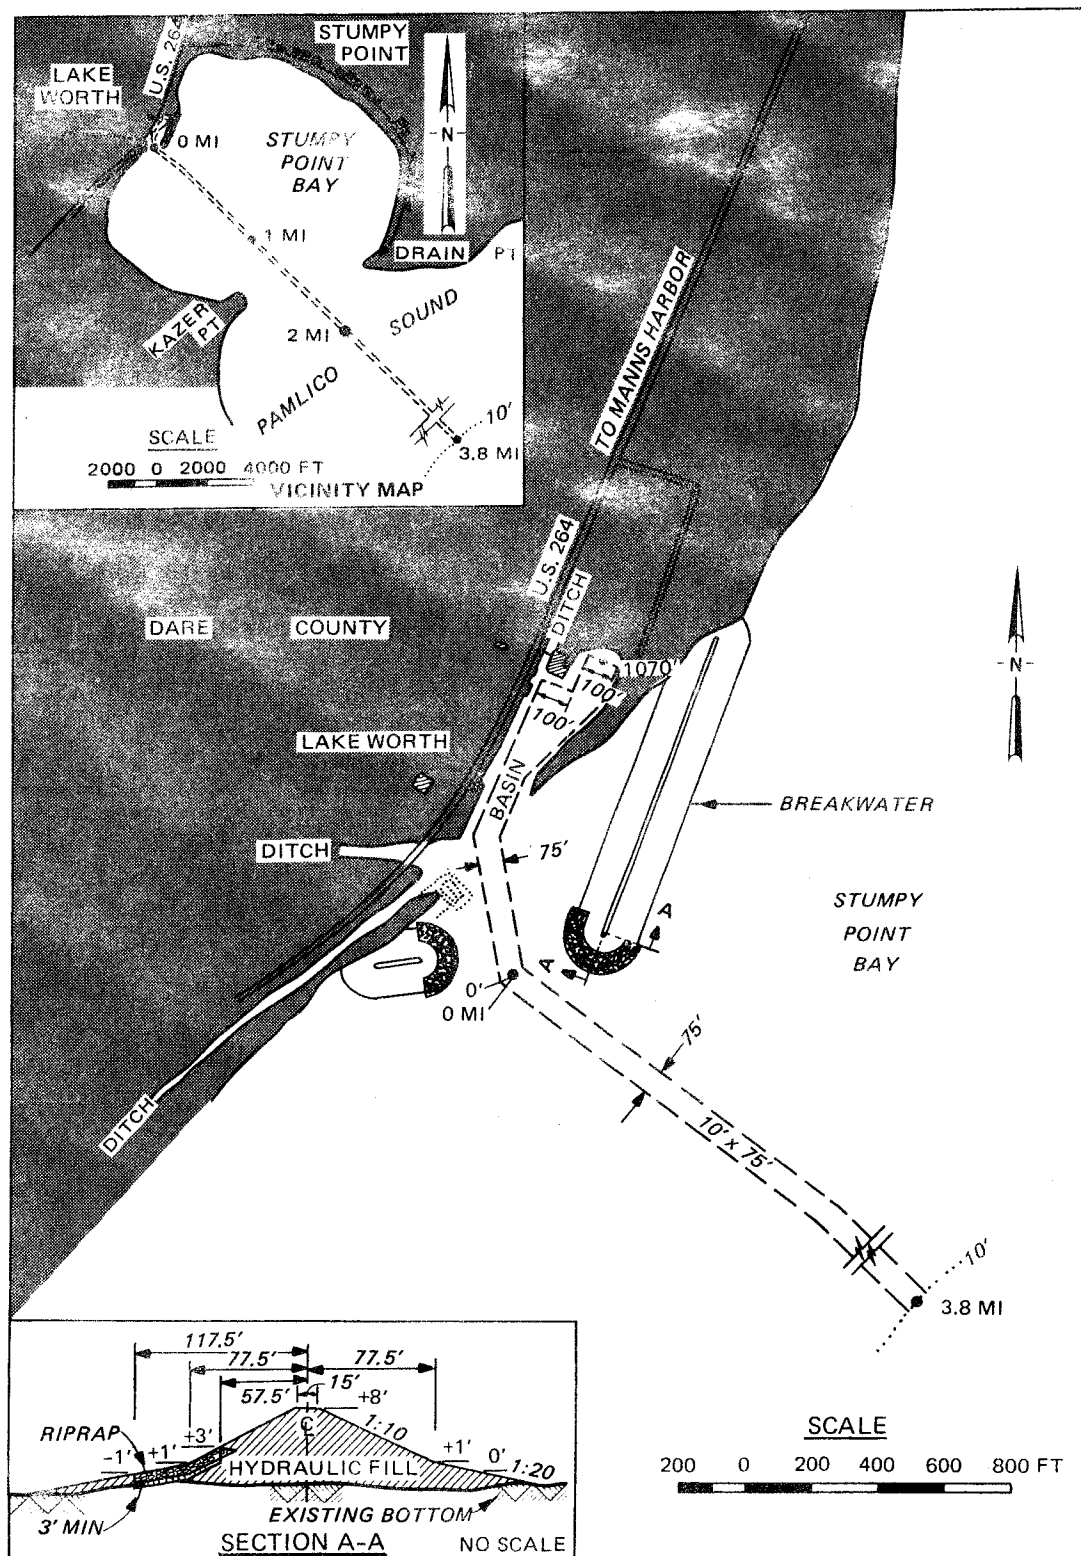 STUMPY
POINT
U.S. 264
LAKE
WORTH
N
0 MI
STUMPY
POINT
BAY
1 MI
DRAIN PT
SOUND
KAZER
PT
2 MI
PAMLICO
10'
3.8 MI
SCALE
2000 0 2000 4000 FT
VICINITY MAP
TO MANNS HARBOR
U.S. 264
DITCH
DARE COUNTY
N
1070'
100'
100'
LAKE WORTH
BASIN
BREAKWATER
DITCH
75'
STUMPY
POINT
BAY
A
A
0'
0 MI
75'
DITCH
10' x 75'
10'
3.8 MI
117.5'
77.5' 77.5'
57.5' 15'
+8'
RIPRAP
+3'
℄
1:10
-1' +1'
+1' 0'
HYDRAULIC FILL
1:20
3' MIN
EXISTING BOTTOM
SECTION A-A
NO SCALE
SCALE
200 0 200 400 600 800 FT